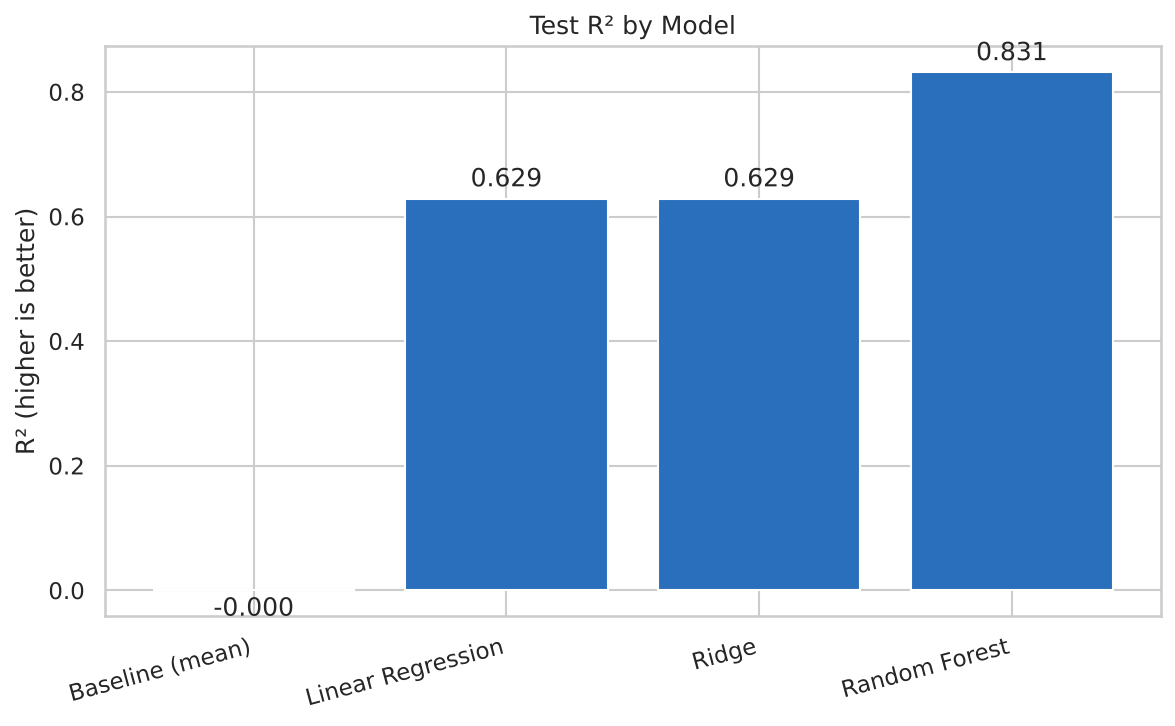 Test R² by Model
R² (higher is better)
0.8
0.6
0.4
0.2
0.0
-0.000
0.629
0.629
0.831
Baseline (mean)
Linear Regression
Ridge
Random Forest